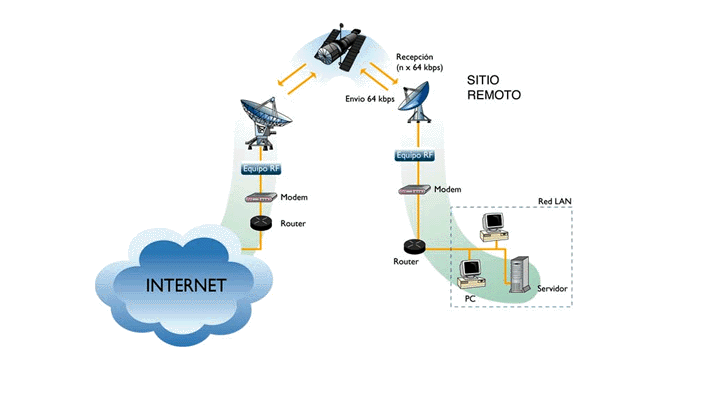 Recepción
(n x 64 kbps)
SITIO
REMOTO
Envio 64 kbps
Equipo RF
Modem
Router
INTERNET
Equipo RF
Modem
Router
Red LAN
PC
Servidor